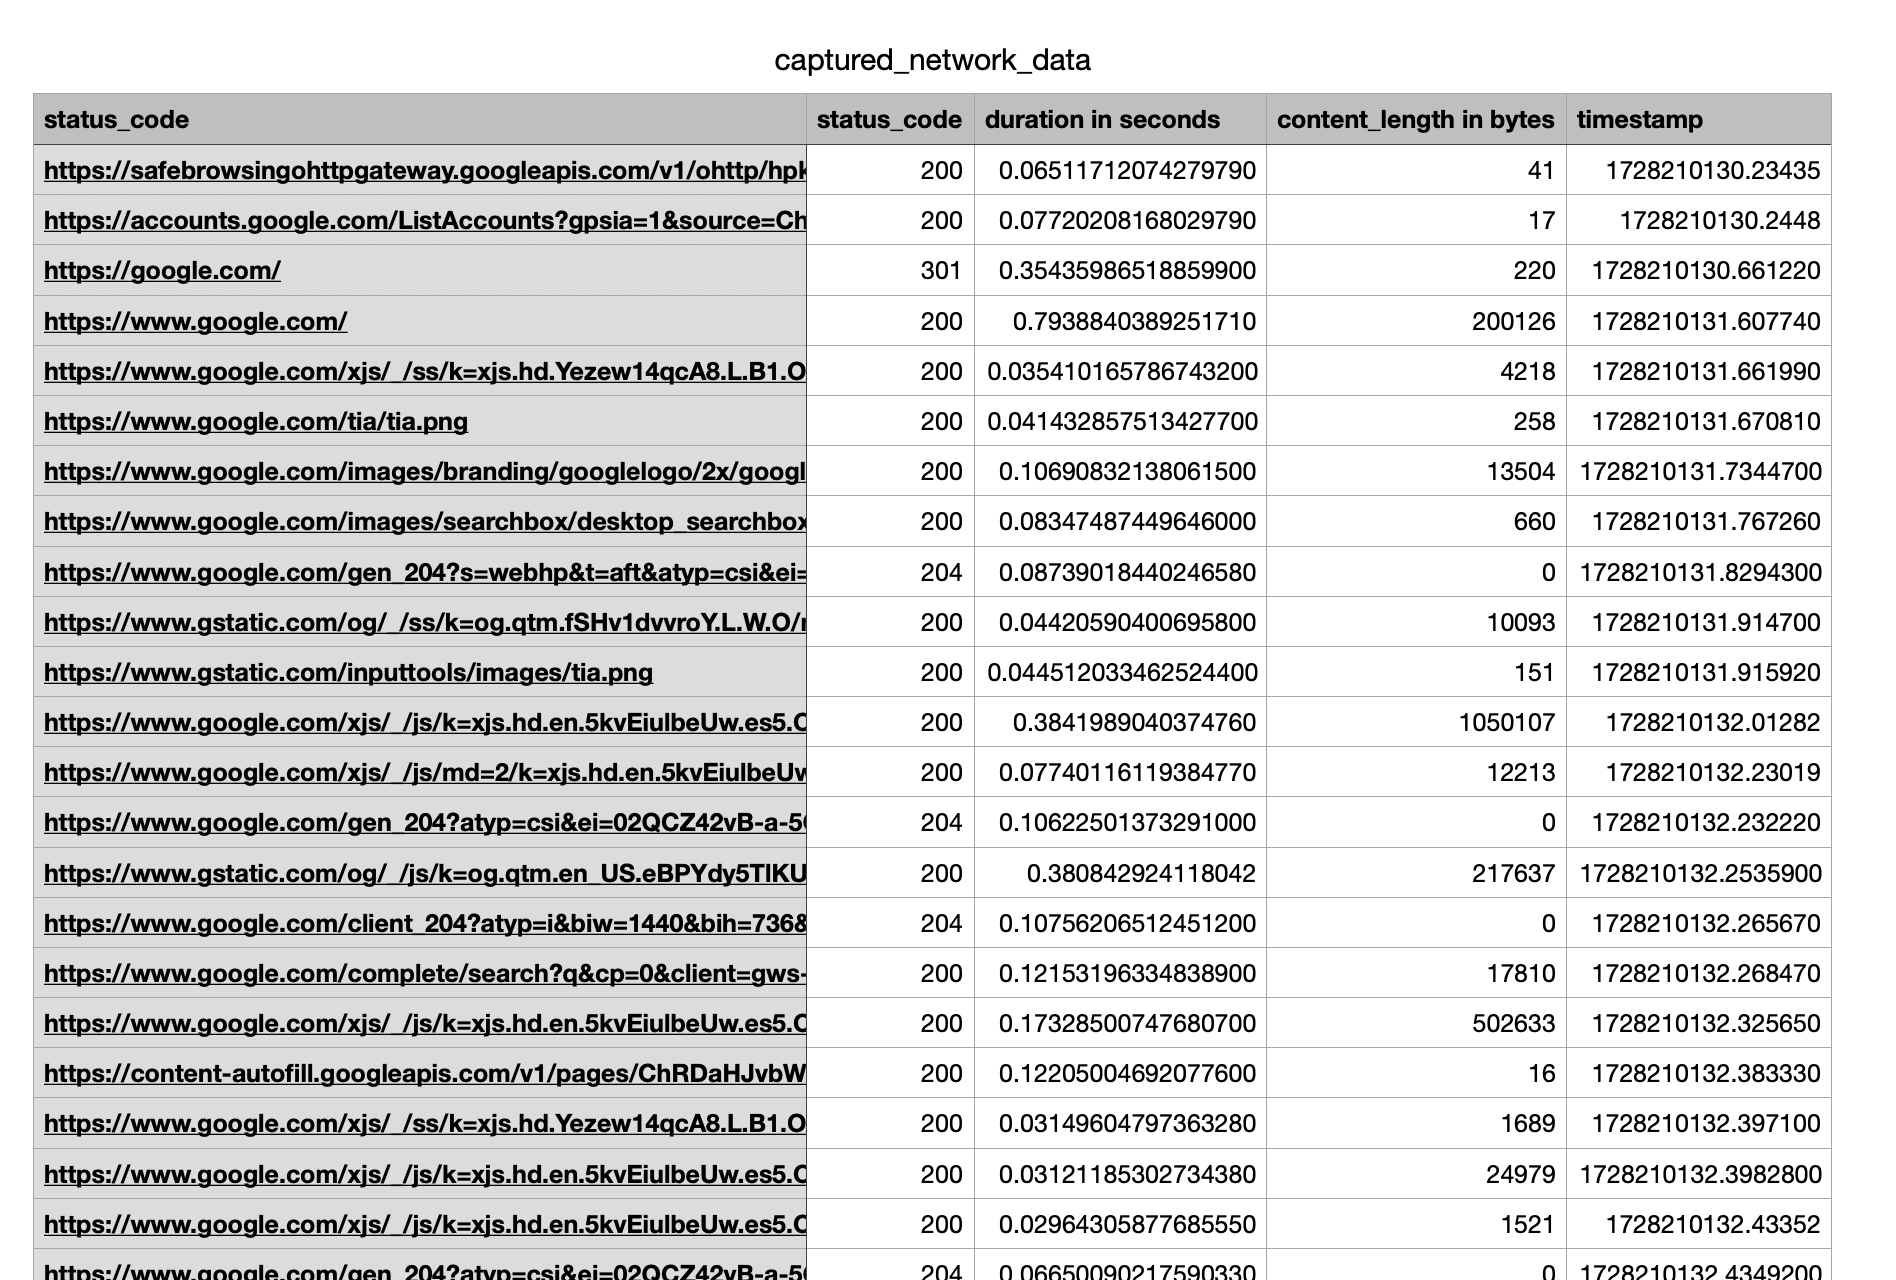 captured_network_data
status_code status_code duration in seconds content_length in bytes timestamp
https://safebrowsingohttpgateway.googleapis.com/v1/ohttp/hpk 200 0.06511712074279790 41 1728210130.23435
https://accounts.google.com/ListAccounts?gpsia=1&source=Ch 200 0.07720208168029790 17 1728210130.2448
https://google.com/ 301 0.35435986518859900 220 1728210130.661220
https://www.google.com/ 200 0.7938840389251710 200126 1728210131.607740
https://www.google.com/xjs/_/ss/k=xjs.hd.Yezew14qcA8.L.B1.O 200 0.035410165786743200 4218 1728210131.661990
https://www.google.com/tia/tia.png 200 0.041432857513427700 258 1728210131.670810
https://www.google.com/images/branding/googlelogo/2x/googl 200 0.10690832138061500 13504 1728210131.7344700
https://www.google.com/images/searchbox/desktop_searchbox 200 0.08347487449646000 660 1728210131.767260
https://www.google.com/gen_204?s=webhp&t=aft&atyp=csi&ei= 204 0.08739018440246580 0 1728210131.8294300
https://www.gstatic.com/og/_/ss/k=og.qtm.fSHv1dvvroY.L.W.O/r 200 0.04420590400695800 10093 1728210131.914700
https://www.gstatic.com/inputtools/images/tia.png 200 0.044512033462524400 151 1728210131.915920
https://www.google.com/xjs/_/js/k=xjs.hd.en.5kvEiulbeUw.es5.O 200 0.3841989040374760 1050107 1728210132.01282
https://www.google.com/xjs/_/js/md=2/k=xjs.hd.en.5kvEiulbeUw 200 0.07740116119384770 12213 1728210132.23019
https://www.google.com/gen_204?atyp=csi&ei=02QCZ42vB-a-5 204 0.10622501373291000 0 1728210132.232220
https://www.gstatic.com/og/_/js/k=og.qtm.en_US.eBPYdy5TlKU 200 0.380842924118042 217637 1728210132.2535900
https://www.google.com/client_204?atyp=i&biw=1440&bih=736& 204 0.10756206512451200 0 1728210132.265670
https://www.google.com/complete/search?q&cp=0&client=gws- 200 0.12153196334838900 17810 1728210132.268470
https://www.google.com/xjs/_/js/k=xjs.hd.en.5kvEiulbeUw.es5.O 200 0.17328500747680700 502633 1728210132.325650
https://content-autofill.googleapis.com/v1/pages/ChRDaHJvbW 200 0.12205004692077600 16 1728210132.383330
https://www.google.com/xjs/_/ss/k=xjs.hd.Yezew14qcA8.L.B1.O 200 0.03149604797363280 1689 1728210132.397100
https://www.google.com/xjs/_/js/k=xjs.hd.en.5kvEiulbeUw.es5.O 200 0.03121185302734380 24979 1728210132.3982800
https://www.google.com/xjs/_/js/k=xjs.hd.en.5kvEiulbeUw.es5.O 200 0.02964305877685550 1521 1728210132.43352
https://www.google.com/gen_204?atyp=csi&ei=02QCZ42vB-a-5 204 0.06650090217590330 0 1728210132.4349200